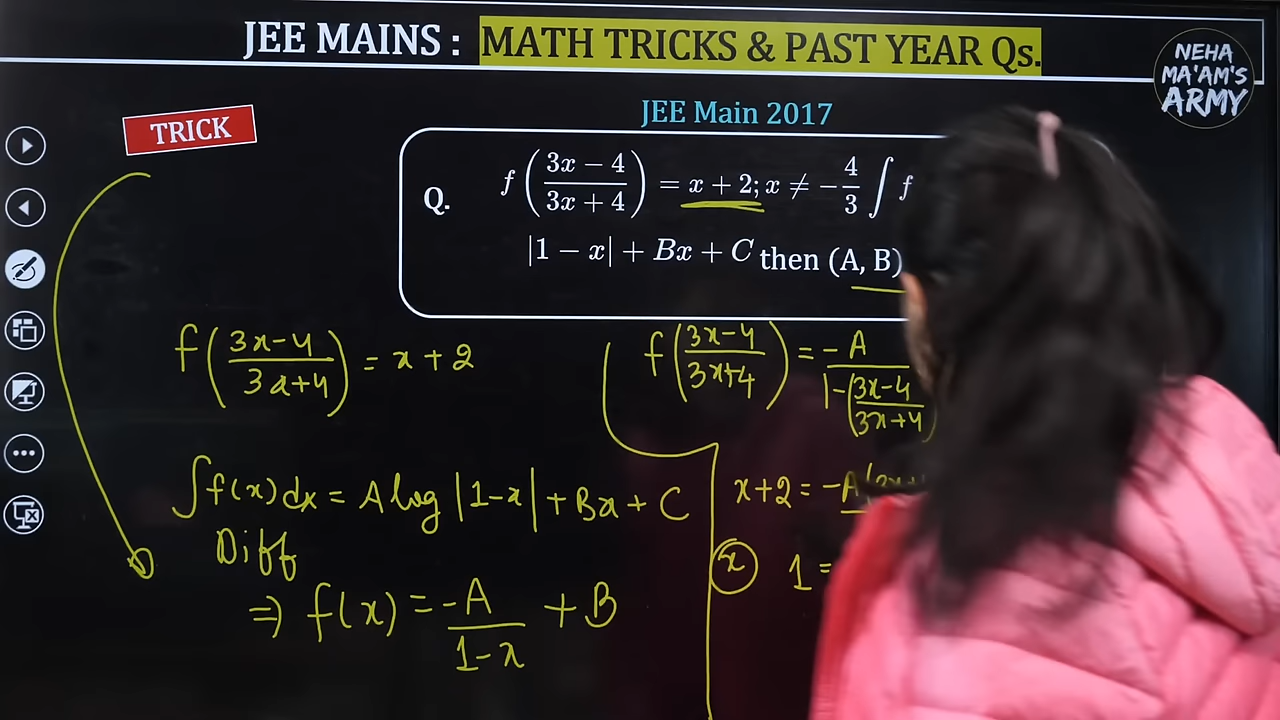 JEE MAINS : MATH TRICKS & PAST YEAR Qs.
NEHA
MA'AM'S
ARMY
TRICK
JEE Main 2017
Q. f((3x − 4)/(3x + 4)) = x + 2; x ≠ −4/3 ∫ f
|1 − x| + Bx + C then (A, B)
f((3x-4)/(3x+4)) = x + 2
∫f(x)dx = A log |1-x| + Bx + C
Diff
⇒ f(x) = -A/(1-x) + B
f((3x-4)/(3x+4)) = -A/(1-((3x-4)/(3x+4))
x+2 = -A
(x) 1 =